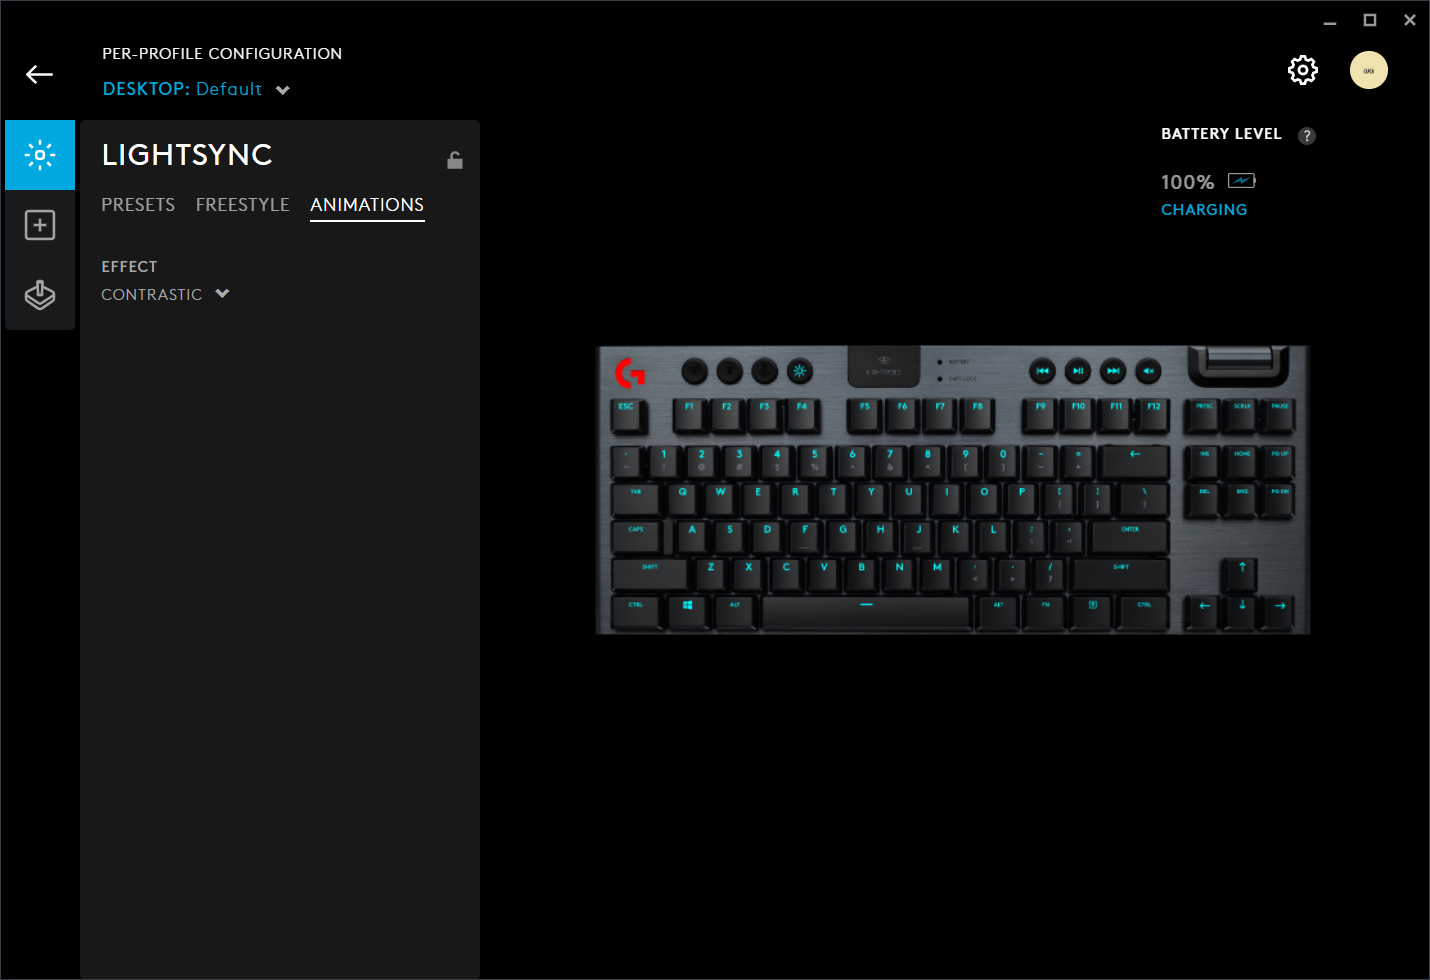 PER-PROFILE CONFIGURATION
DESKTOP: Default
LIGHTSYNC
PRESETS FREESTYLE ANIMATIONS
EFFECT
CONTRASTIC
BATTERY LEVEL ?
100%
CHARGING
LIGHTSPEED
CAPS LOCK
ESC F1 F2 F3 F4 F5 F6 F7 F8 F9 F10 F11 F12 PRTSC SCRLK PAUSE
1 2 3 4 5 6 7 8 9 0 - = ← INS HOME PG UP
! @ # $ % ^ & * ( ) _ +
TAB Q W E R T Y U I O P [ ] \ DEL END PG DN
{ } |
CAPS A S D F G H J K L ; ' ENTER
: "
SHIFT Z X C V B N M , . / SHIFT ↑
< > ?
CTRL ALT ALT FN CTRL ← ↓ →